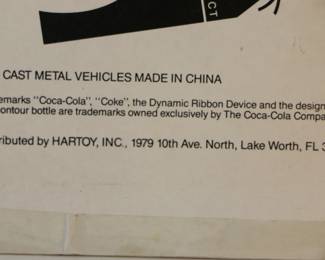 CT
CAST METAL VEHICLES MADE IN CHINA
emarks "Coca-Cola", "Coke", the Dynamic Ribbon Device and the design
contour bottle are trademarks owned exclusively by The Coca-Cola Compa
ributed by HARTOY, INC., 1979 10th Ave. North, Lake Worth, FL 3